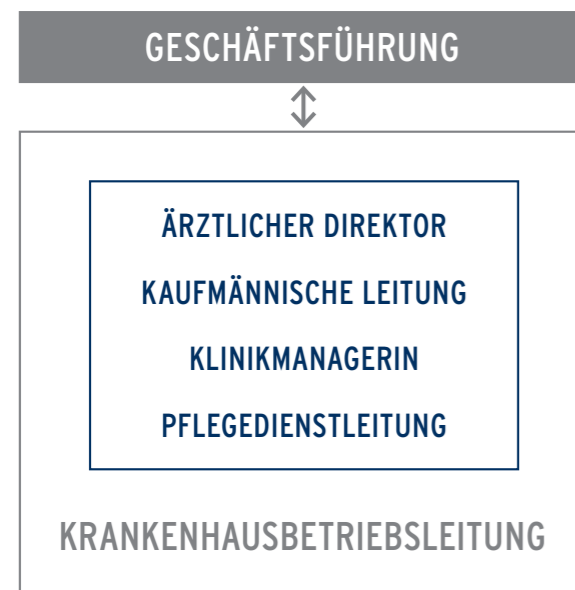 GESCHÄFTSFÜHRUNG
ÄRZTLICHER DIREKTOR
KAUFMÄNNISCHE LEITUNG
KLINIKMANAGERIN
PFLEGEDIENSTLEITUNG
KRANKENHAUSBETRIEBSLEITUNG